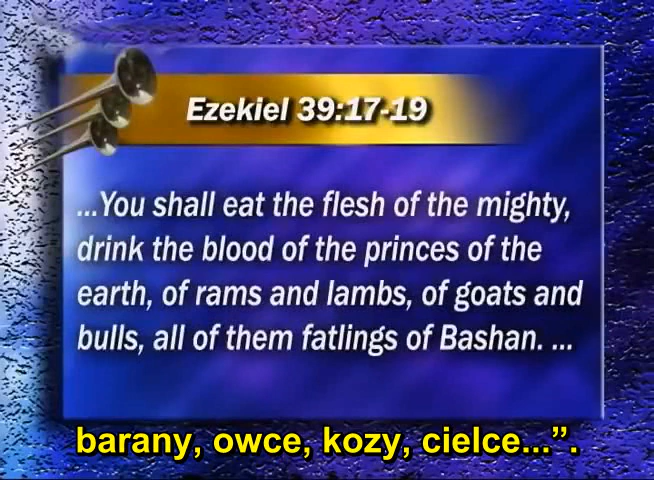 Ezekiel 39:17-19
...You shall eat the flesh of the mighty,
drink the blood of the princes of the
earth, of rams and lambs, of goats and
bulls, all of them fatlings of Bashan. ...
barany, owce, kozy, cielce...”.